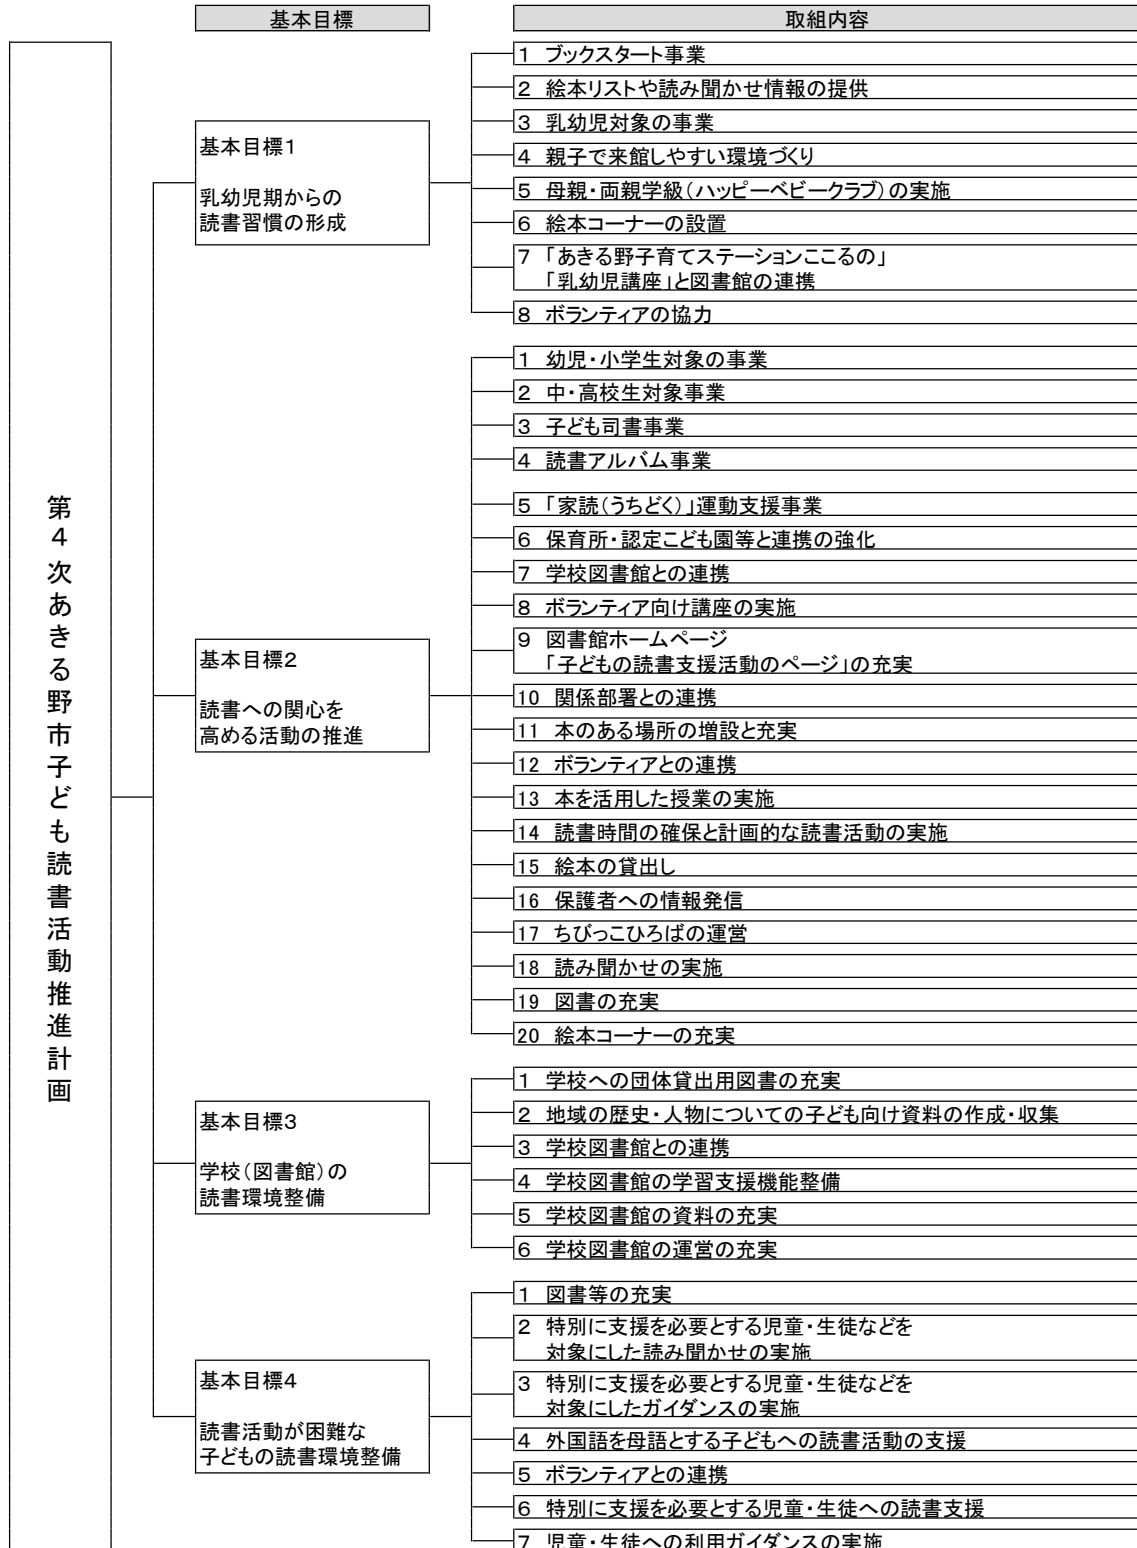 基本目標
取組内容
第4次あきる野市子ども読書活動推進計画
基本目標1
乳幼児期からの
読書習慣の形成
1 ブックスタート事業
2 絵本リストや読み聞かせ情報の提供
3 乳幼児対象の事業
4 親子で来館しやすい環境づくり
5 母親・両親学級(ハッピーベビークラブ)の実施
6 絵本コーナーの設置
7 「あきる野子育てステーションここるの」
「乳幼児講座」と図書館の連携
8 ボランティアの協力
基本目標2
読書への関心を
高める活動の推進
1 幼児・小学生対象の事業
2 中・高校生対象事業
3 子ども司書事業
4 読書アルバム事業
5 「家読(うちどく)」運動支援事業
6 保育所・認定こども園等と連携の強化
7 学校図書館との連携
8 ボランティア向け講座の実施
9 図書館ホームページ
「子どもの読書支援活動のページ」の充実
10 関係部署との連携
11 本のある場所の増設と充実
12 ボランティアとの連携
13 本を活用した授業の実施
14 読書時間の確保と計画的な読書活動の実施
15 絵本の貸出し
16 保護者への情報発信
17 ちびっこひろばの運営
18 読み聞かせの実施
19 図書の充実
20 絵本コーナーの充実
基本目標3
学校(図書館)の
読書環境整備
1 学校への団体貸出用図書の充実
2 地域の歴史・人物についての子ども向け資料の作成・収集
3 学校図書館との連携
4 学校図書館の学習支援機能整備
5 学校図書館の資料の充実
6 学校図書館の運営の充実
基本目標4
読書活動が困難な
子どもの読書環境整備
1 図書等の充実
2 特別に支援を必要とする児童・生徒などを
対象にした読み聞かせの実施
3 特別に支援を必要とする児童・生徒などを
対象にしたガイダンスの実施
4 外国語を母語とする子どもへの読書活動の支援
5 ボランティアとの連携
6 特別に支援を必要とする児童・生徒への読書支援
7 児童・生徒への利用ガイダンスの実施